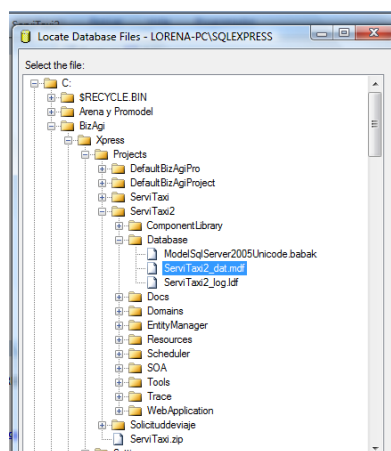 Locate Database Files - LORENA-PC\SQLEXPRESS
Select the file:
C:
$RECYCLE.BIN
Arena y Promodel
BizAgi
Xpress
Projects
DefaultBizAgiPro
DefaultBizAgiProject
ServiTaxi
ServiTaxi2
ComponentLibrary
Database
ModelSqlServer2005Unicode.babak
ServiTaxi2_dat.mdf
ServiTaxi2_log.ldf
Docs
Domains
EntityManager
Resources
Scheduler
SOA
Tools
Trace
WebApplication
Solicituddeviaje
ServiTaxi.zip